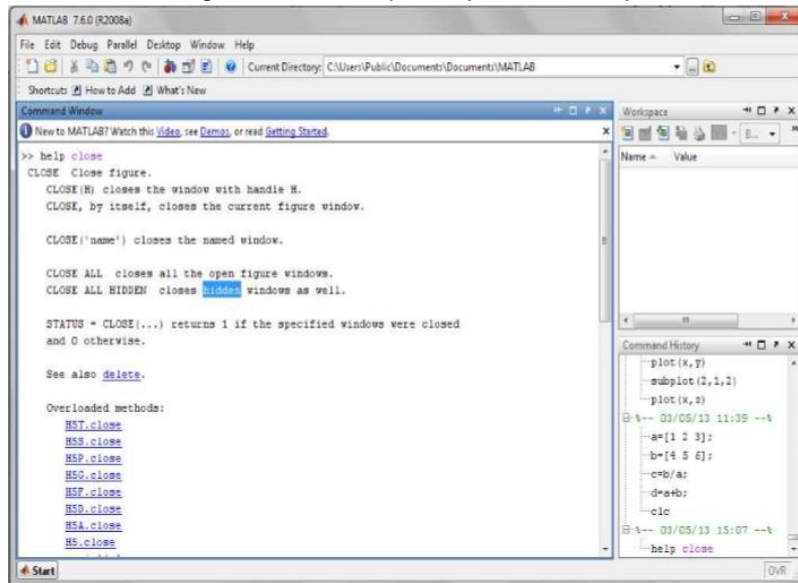 MATLAB 7.6.0 (R2008a)
File Edit Debug Parallel Desktop Window Help
Current Directory: C:\Users\Public\Documents\Documents\MATLAB
Shortcuts How to Add What's New
Command Window
New to MATLAB? Watch this Video, see Demos, or read Getting Started.
>> help close
CLOSE Close figure.
CLOSE(H) closes the window with handle H.
CLOSE, by itself, closes the current figure window.
CLOSE('name') closes the named window.
CLOSE ALL closes all the open figure windows.
CLOSE ALL HIDDEN closes hidden windows as well.
STATUS = CLOSE(...) returns 1 if the specified windows were closed
and 0 otherwise.
See also delete.
Overloaded methods:
H5T.close
H5S.close
H5P.close
H5G.close
H5F.close
H5D.close
H5A.close
H5.close
Workspace
Name Value
Command History
plot(x,y)
subplot(2,1,2)
plot(x,z)
%-- 03/05/13 11:39 --%
a=[1 2 3];
b=[4 5 6];
c=b/a;
d=a+b;
clc
%-- 03/05/13 15:07 --%
help close
Start
OVR